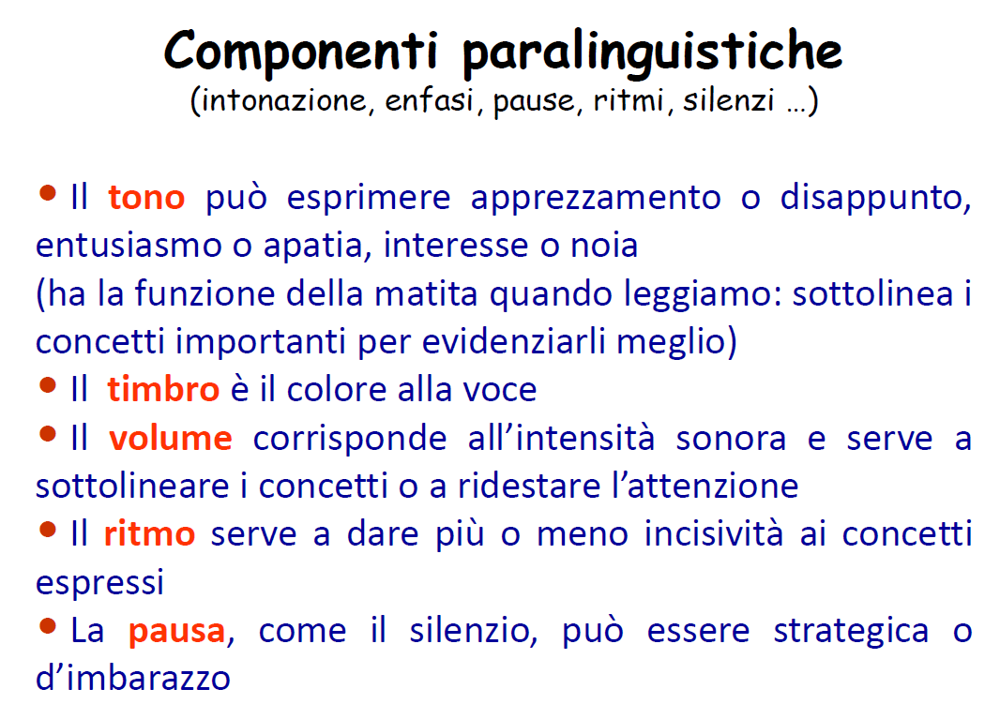 Componenti paralinguistiche
(intonazione, enfasi, pause, ritmi, silenzi …)
• Il tono può esprimere apprezzamento o disappunto,
entusiasmo o apatia, interesse o noia
(ha la funzione della matita quando leggiamo: sottolinea i
concetti importanti per evidenziarli meglio)
• Il timbro è il colore alla voce
• Il volume corrisponde all’intensità sonora e serve a
sottolineare i concetti o a ridestare l’attenzione
• Il ritmo serve a dare più o meno incisività ai concetti
espressi
• La pausa, come il silenzio, può essere strategica o
d’imbarazzo